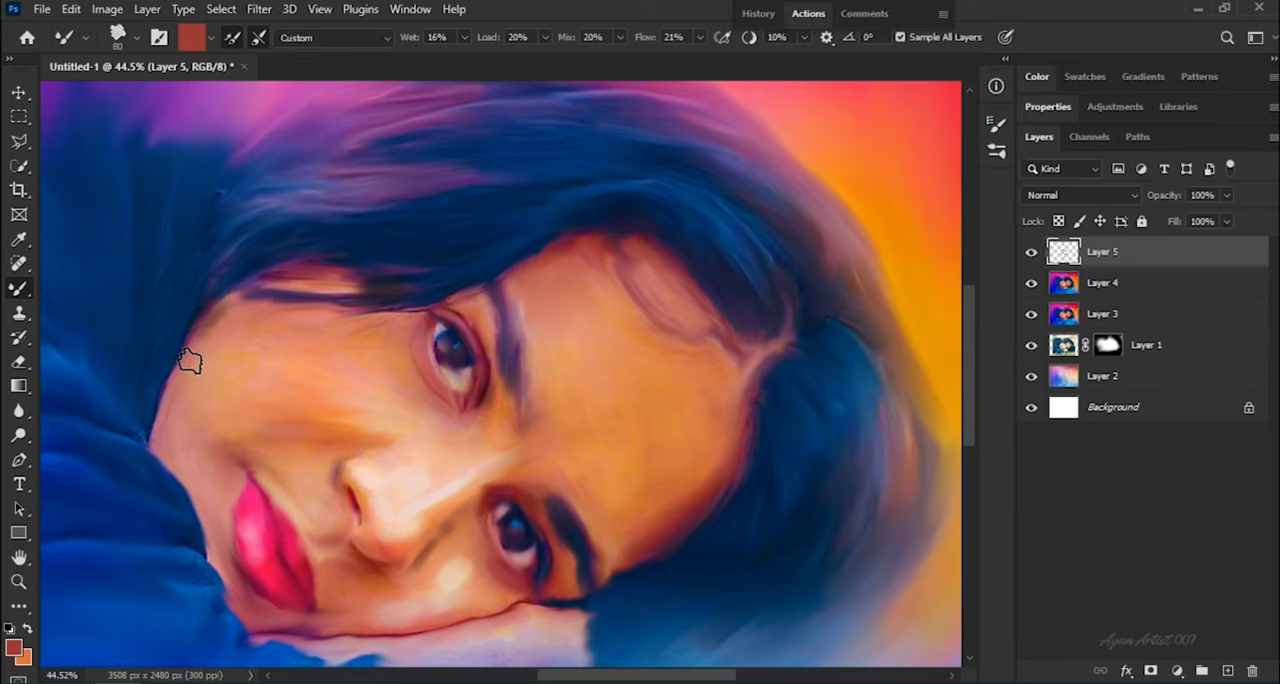 File Edit Image Layer Type Select Filter 3D View Plugins Window Help
History Actions Comments
80 Custom Wet: 16% Load: 20% Mix: 20% Flow: 21% 10% 0° Sample All Layers
Untitled-1 @ 44.5% (Layer 5, RGB/8) *
Color Swatches Gradients Patterns
Properties Adjustments Libraries
Layers Channels Paths
Kind
Normal Opacity: 100%
Lock: Fill: 100%
Layer 5
Layer 4
Layer 3
Layer 1
Layer 2
Background
Ayan Artist 007
44.52% 3508 px x 2480 px (300 ppi)